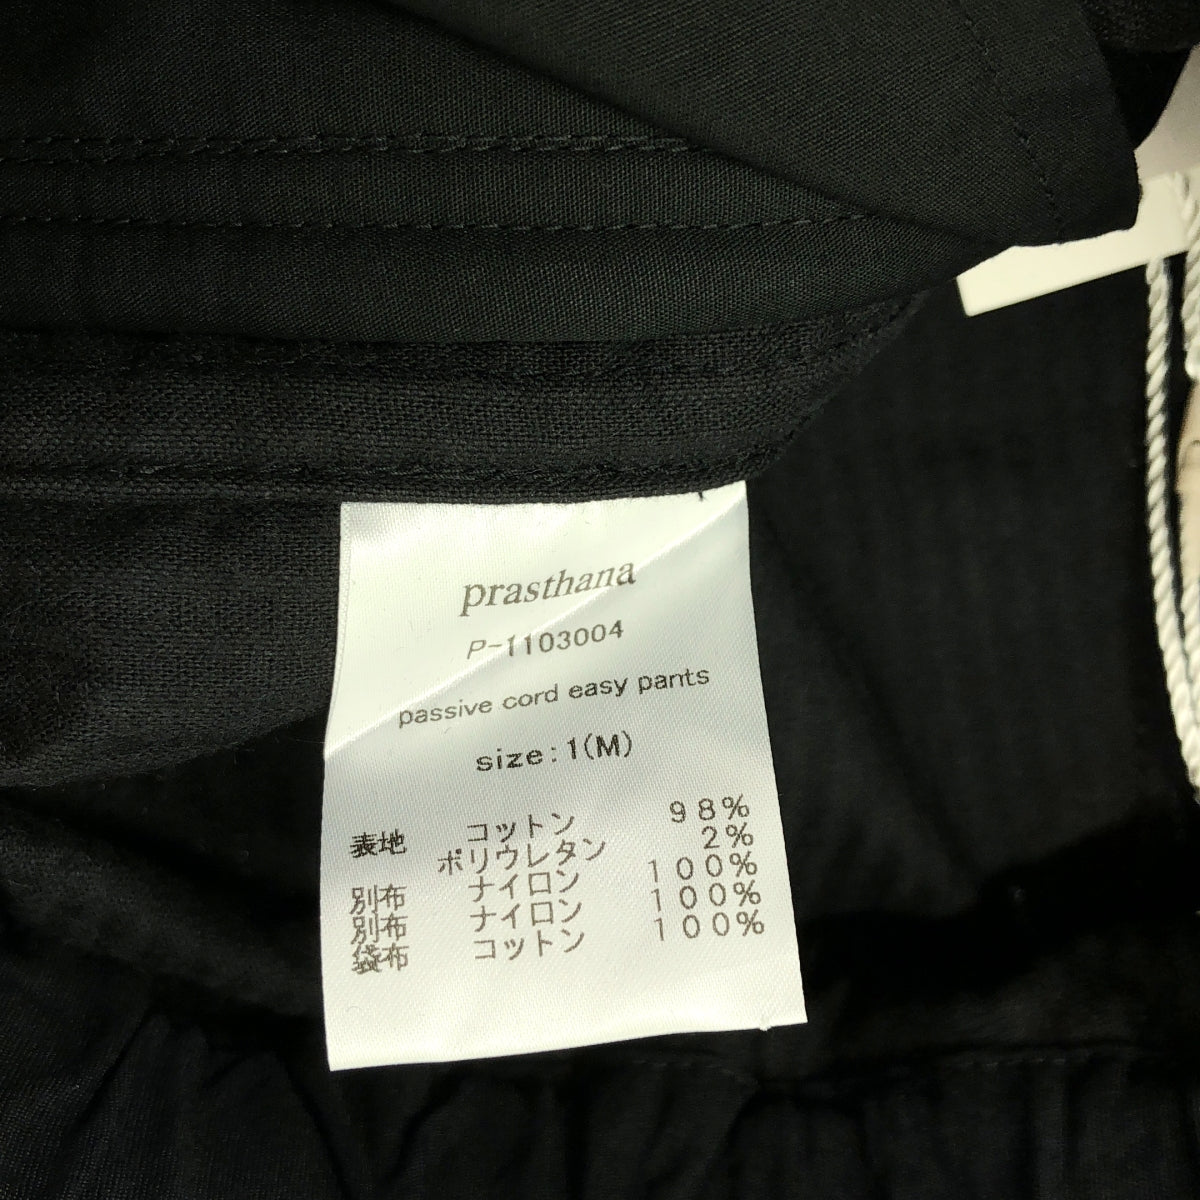 prasthana
P-1103004
passive cord easy pants
size:1(M)
表地 コットン 98%
ポリウレタン 2%
別布 ナイロン 100%
別布 ナイロン 100%
袋布 コットン 100%